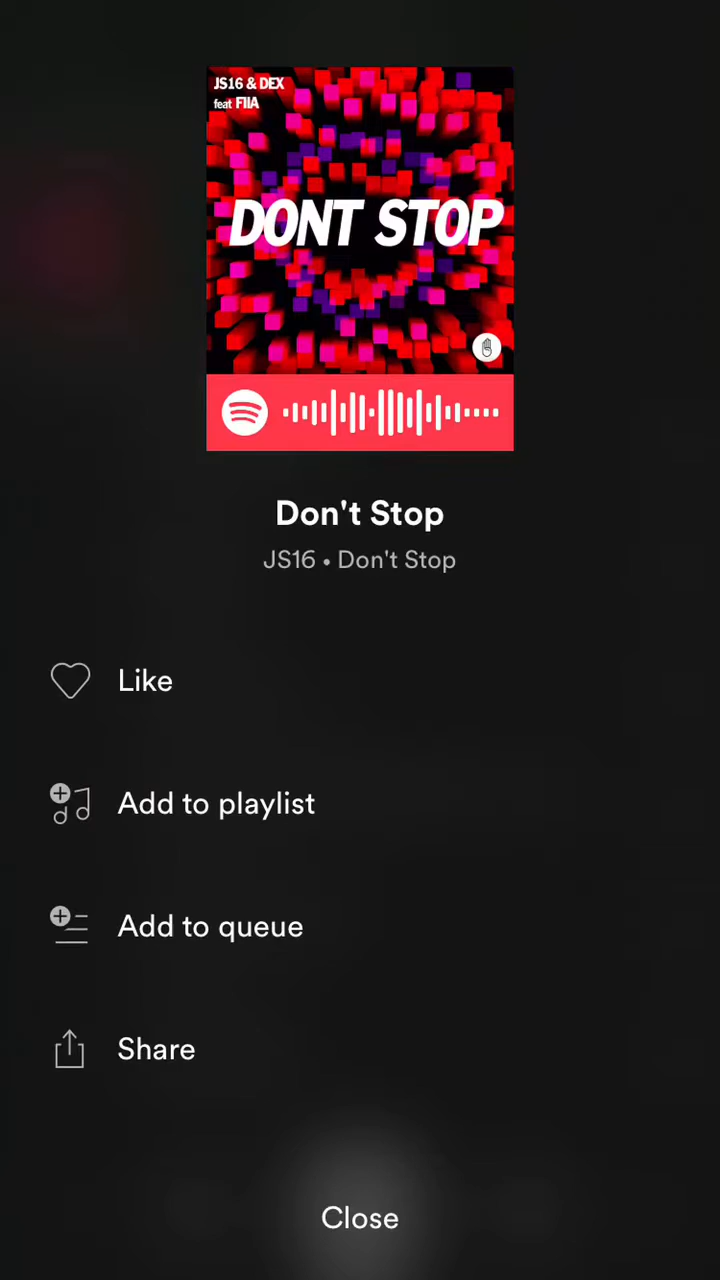 JS16 & DEX
feat FIIA
DONT STOP
Don't Stop
JS16 • Don't Stop
Like
Add to playlist
Add to queue
Share
Close